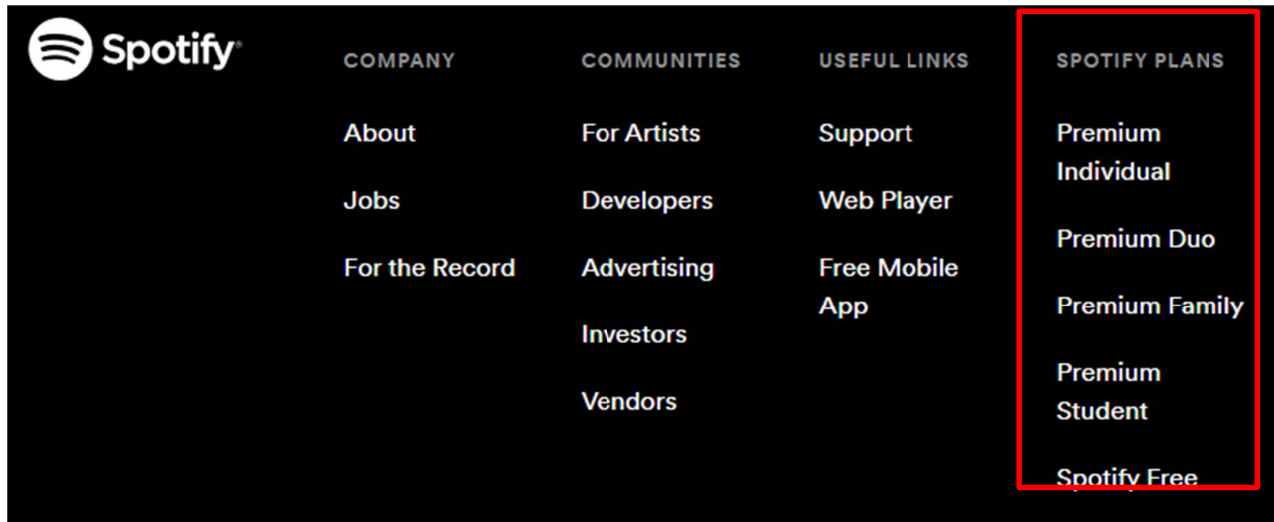 Spotify®
COMPANY
About
Jobs
For the Record
COMMUNITIES
For Artists
Developers
Advertising
Investors
Vendors
USEFUL LINKS
Support
Web Player
Free Mobile
App
SPOTIFY PLANS
Premium
Individual
Premium Duo
Premium Family
Premium
Student
Spotify Free